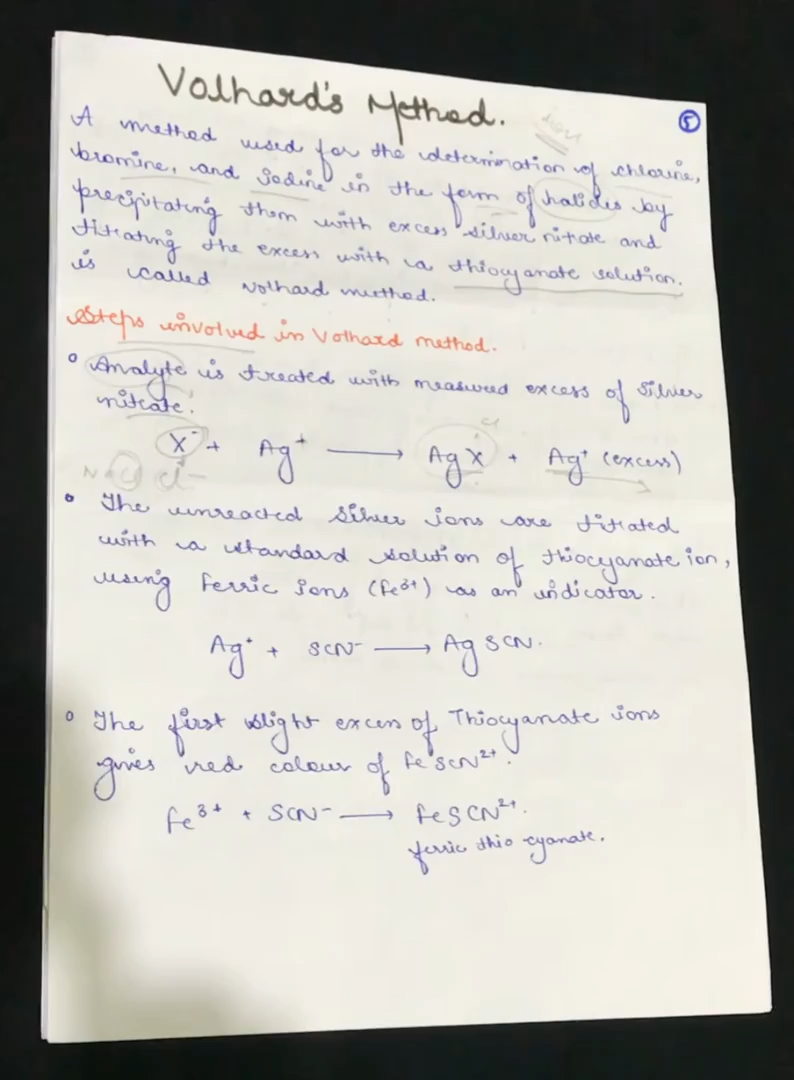 Volhard's Method.
5
A method used for the determination of chlorine,
bromine, and Iodine in the form of halides by
precipitating them with excess silver nitrate and
titrating the excess with a thiocyanate solution.
is called volhard method.
Steps involved in Volhard method.
Analyte is treated with measured excess of silver
nitrate.
X⁻ + Ag⁺ ⟶ AgX + Ag⁺ (excess)
The unreacted silver ions are titrated
with a standard solution of thiocyanate ion,
using Ferric ions (Fe³⁺) as an indicator.
Ag⁺ + SCN⁻ ⟶ AgSCN.
The first slight excess of Thiocyanate ions
gives red colour of FeSCN²⁺.
Fe³⁺ + SCN⁻ ⟶ FeSCN²⁺.
ferric thio cyanate.